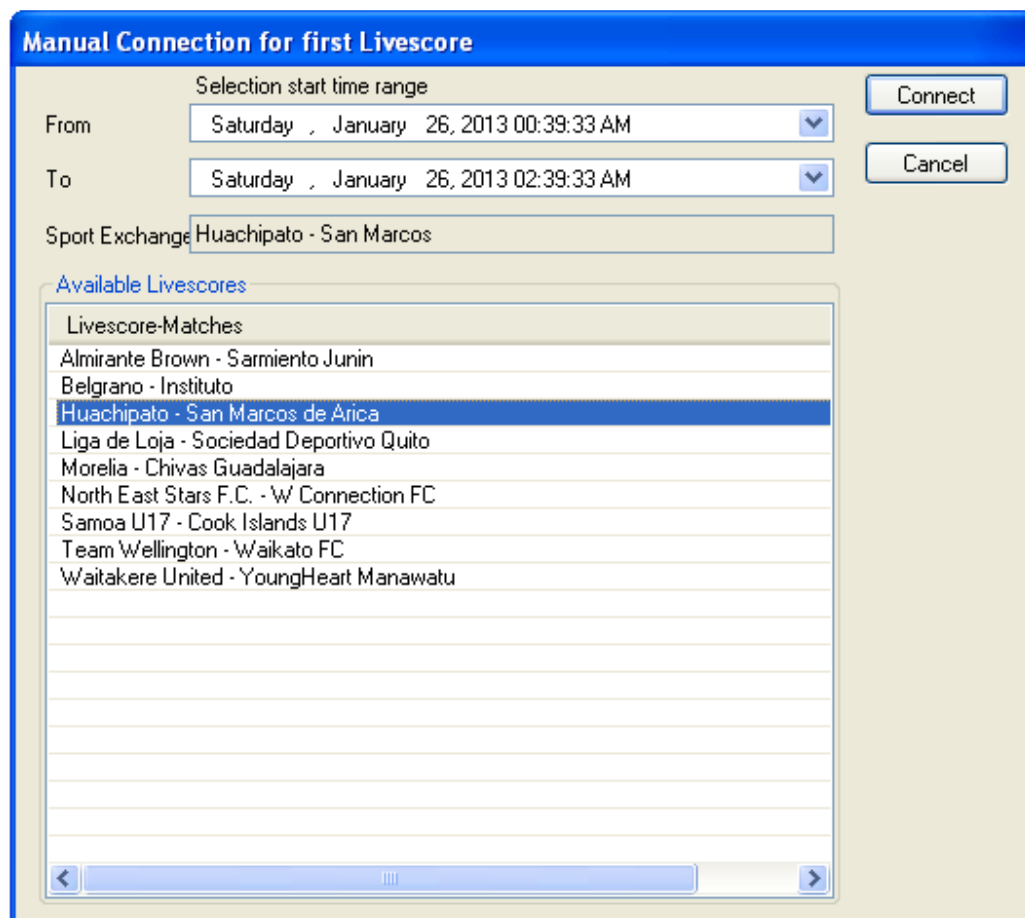 Manual Connection for first Livescore
Selection start time range
From Saturday , January 26, 2013 00:39:33 AM
Connect
To Saturday , January 26, 2013 02:39:33 AM
Cancel
Sport Exchange Huachipato - San Marcos
Available Livescores
Livescore-Matches
Almirante Brown - Sarmiento Junin
Belgrano - Instituto
Huachipato - San Marcos de Arica
Liga de Loja - Sociedad Deportivo Quito
Morelia - Chivas Guadalajara
North East Stars F.C. - W Connection FC
Samoa U17 - Cook Islands U17
Team Wellington - Waikato FC
Waitakere United - YoungHeart Manawatu